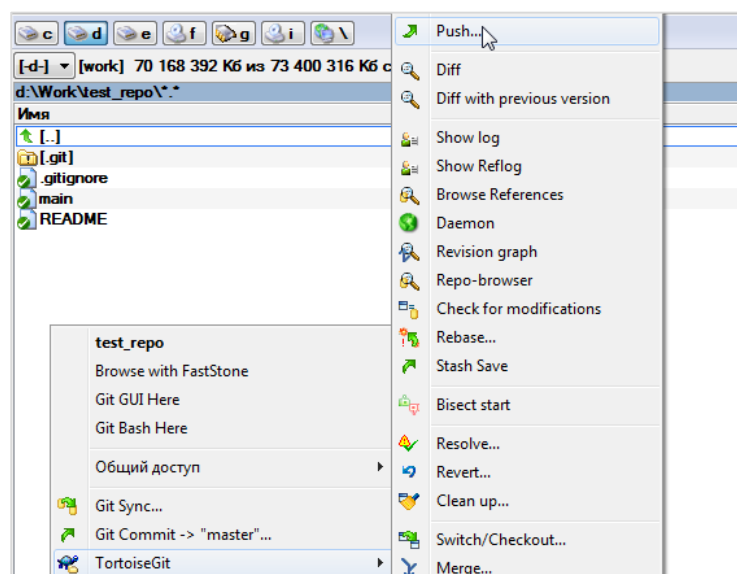 c d e f g i \
[-d-] [work] 70 168 392 Кб из 73 400 316 Кб с
d:\Work\test_repo\*.*
Имя
[..]
[.git]
.gitignore
main
README
test_repo
Browse with FastStone
Git GUI Here
Git Bash Here
Общий доступ
Git Sync...
Git Commit -> "master"...
TortoiseGit
Push...
Diff
Diff with previous version
Show log
Show Reflog
Browse References
Daemon
Revision graph
Repo-browser
Check for modifications
Rebase...
Stash Save
Bisect start
Resolve...
Revert...
Clean up...
Switch/Checkout...
Merge...